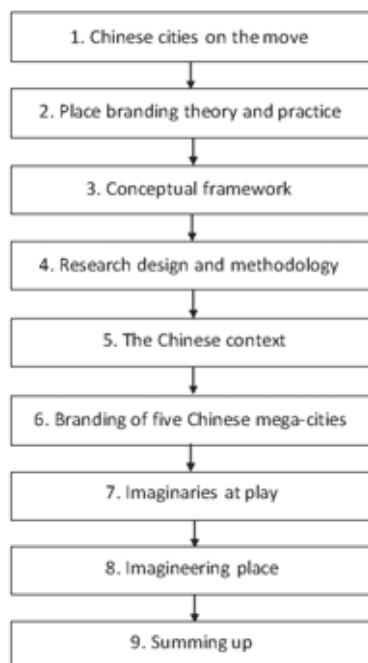 1. Chinese cities on the move
2. Place branding theory and practice
3. Conceptual framework
4. Research design and methodology
5. The Chinese context
6. Branding of five Chinese mega-cities
7. Imaginaries at play
8. Imagineering place
9. Summing up